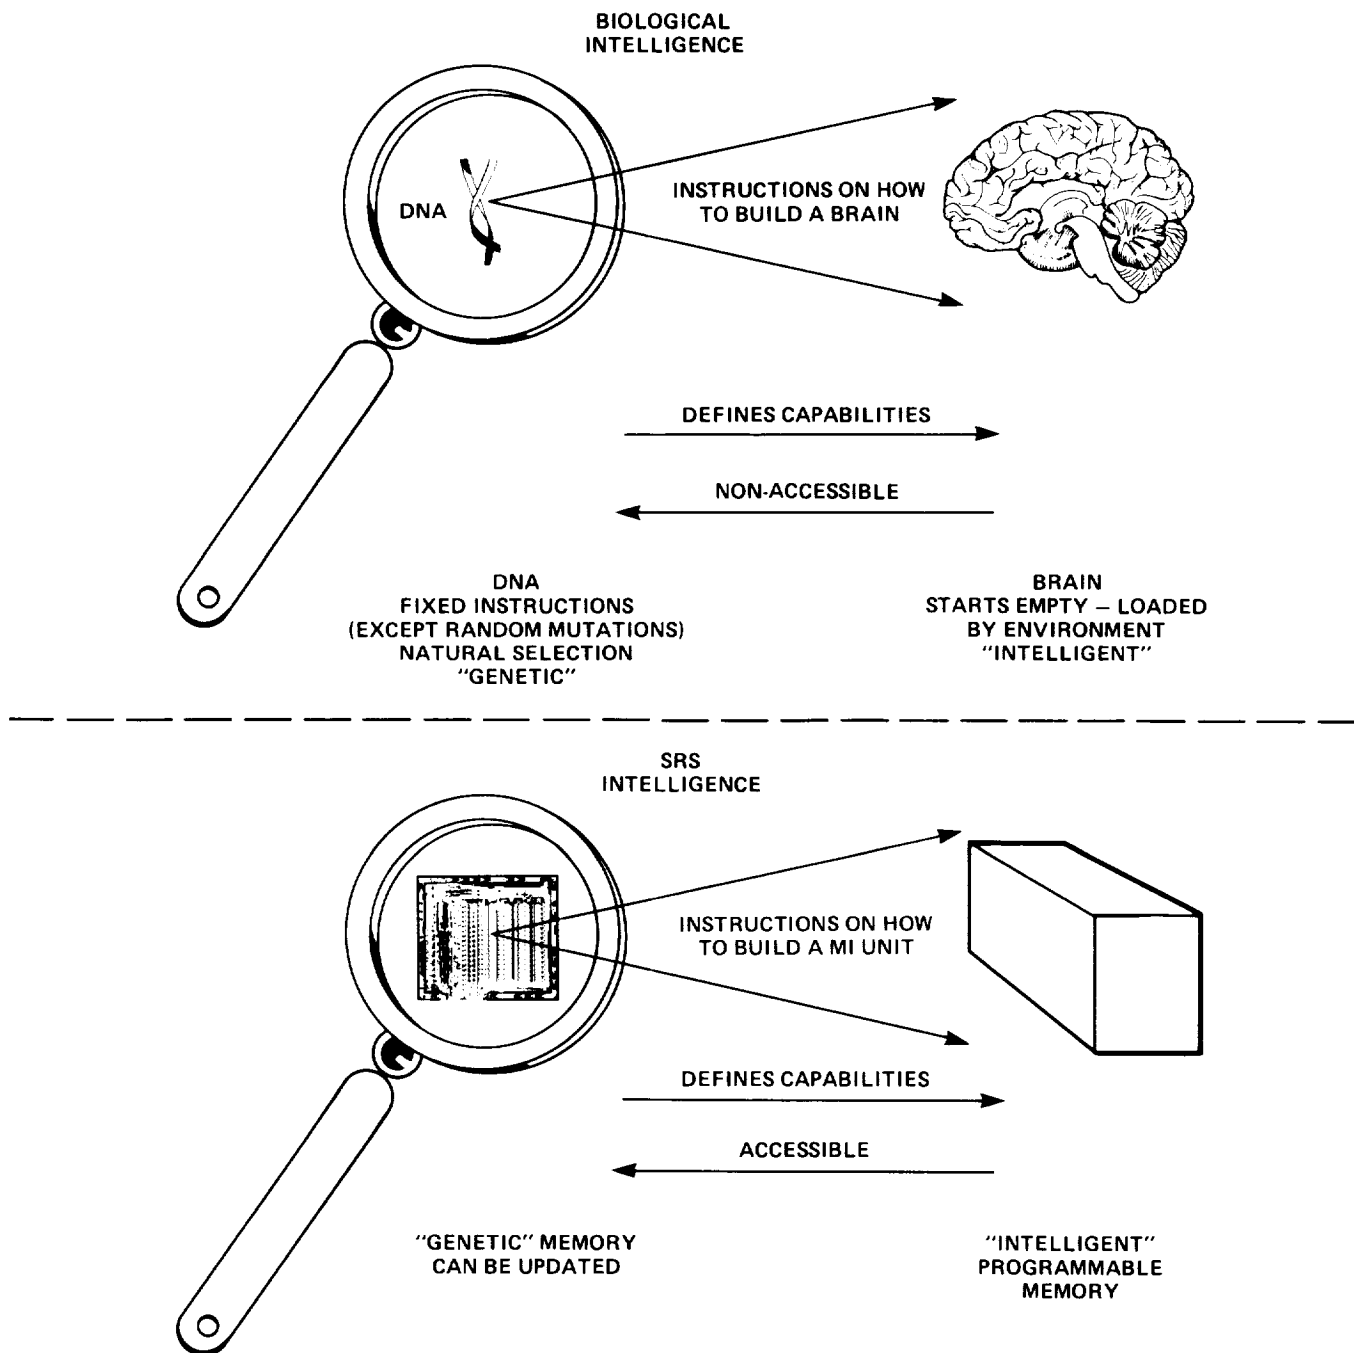 BIOLOGICAL
INTELLIGENCE
DNA
INSTRUCTIONS ON HOW
TO BUILD A BRAIN
DEFINES CAPABILITIES
NON-ACCESSIBLE
DNA
FIXED INSTRUCTIONS
(EXCEPT RANDOM MUTATIONS)
NATURAL SELECTION
"GENETIC"
BRAIN
STARTS EMPTY – LOADED
BY ENVIRONMENT
"INTELLIGENT"
SRS
INTELLIGENCE
INSTRUCTIONS ON HOW
TO BUILD A MI UNIT
DEFINES CAPABILITIES
ACCESSIBLE
"GENETIC" MEMORY
CAN BE UPDATED
"INTELLIGENT"
PROGRAMMABLE
MEMORY